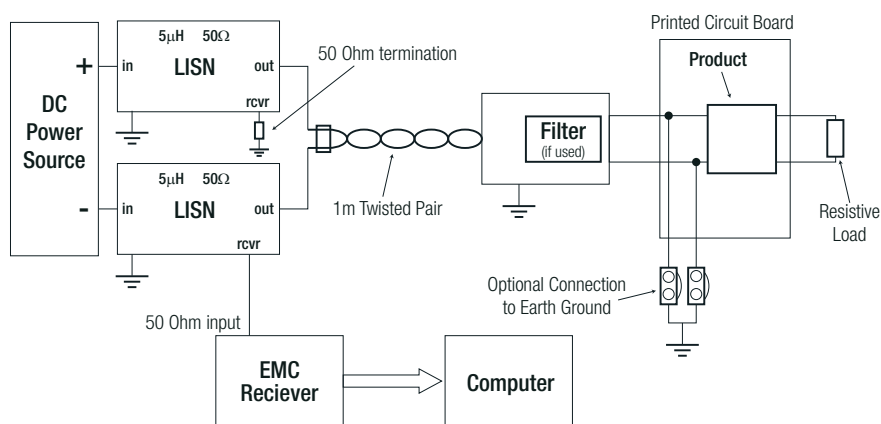 Printed Circuit Board
5μH 50Ω
LISN
in
out
rcvr
50 Ohm termination
Product
+
DC
Power
Source
-
Filter
(if used)
5μH 50Ω
LISN
in
out
rcvr
1m Twisted Pair
Resistive
Load
Optional Connection
to Earth Ground
50 Ohm input
EMC
Reciever
Computer